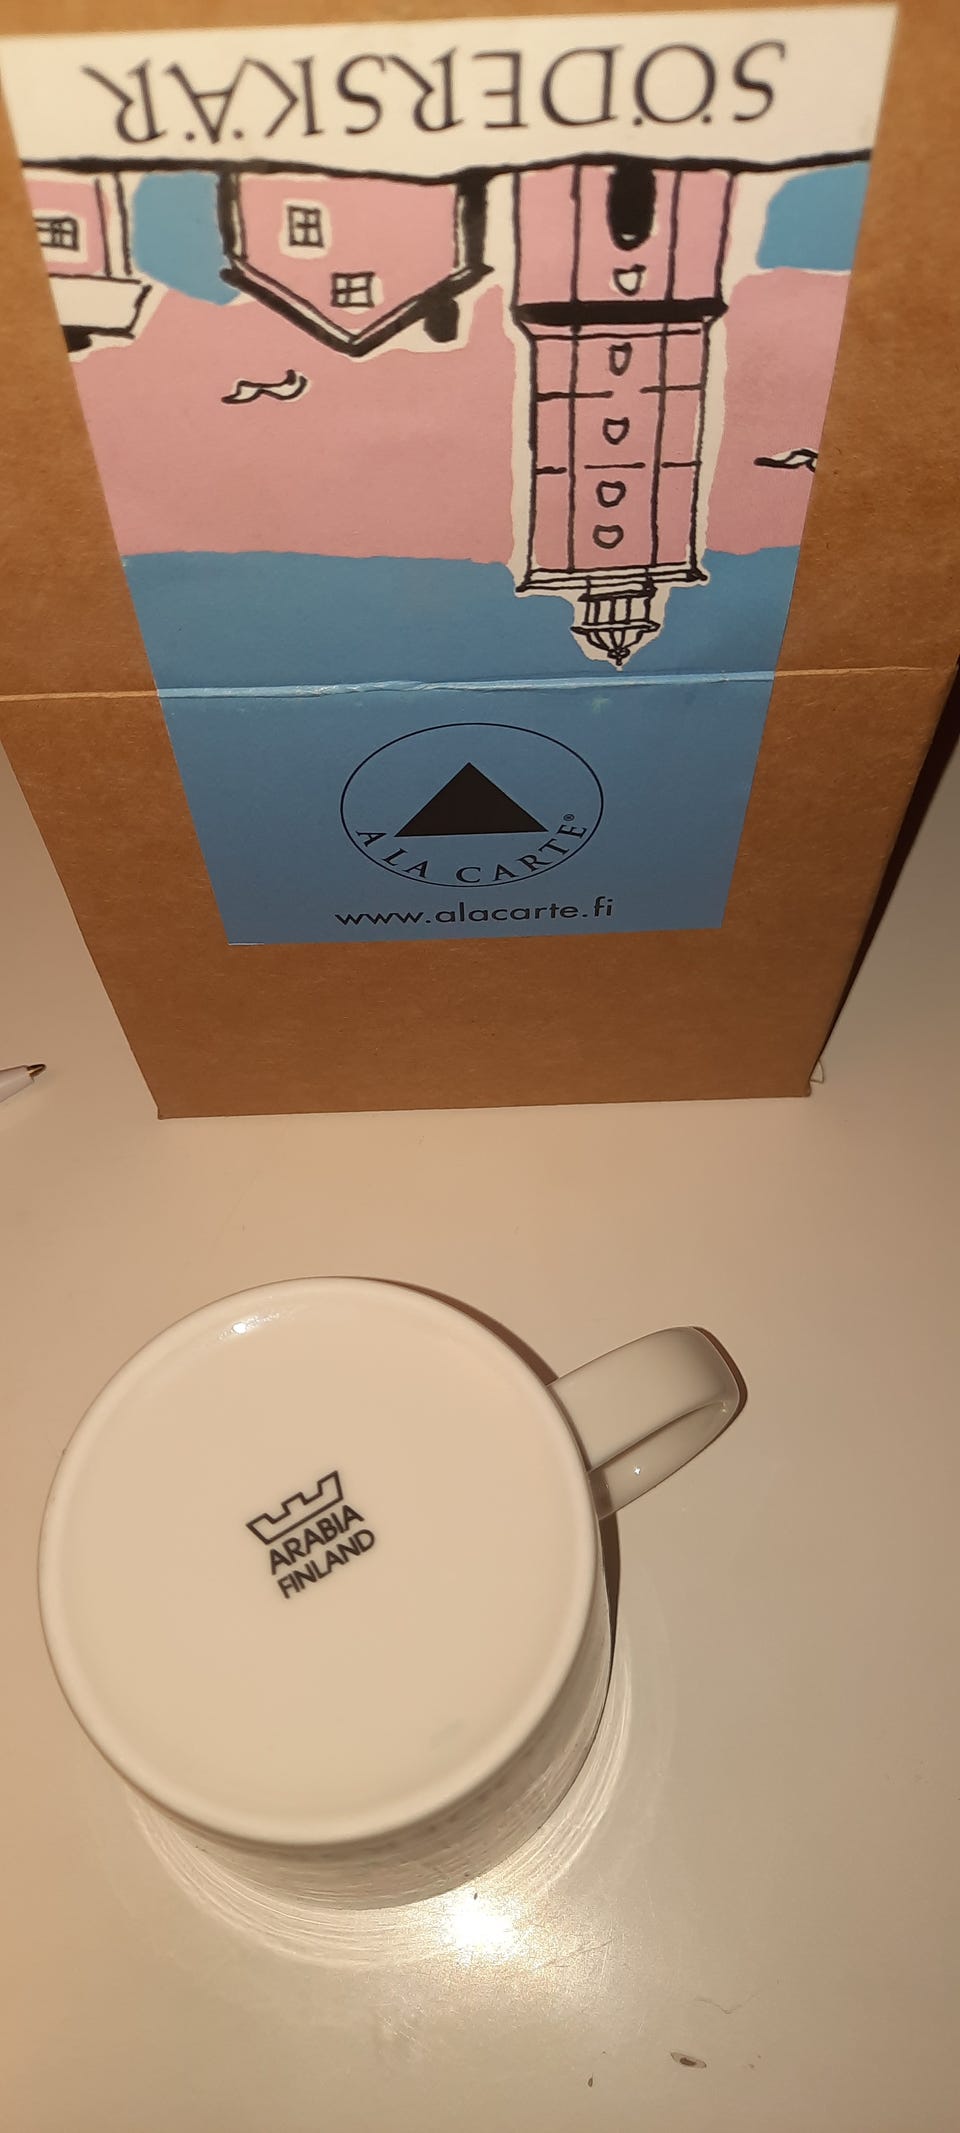 SÖDERSKÄR
A LA CARTE®
www.alacarte.fi
ARABIA
FINLAND